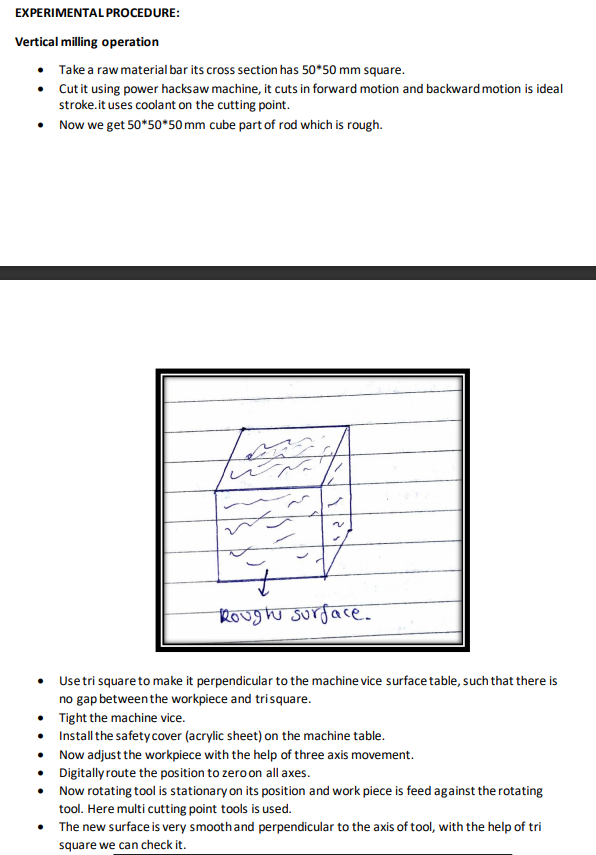 EXPERIMENTAL PROCEDURE:
Vertical milling operation
• Take a raw material bar its cross section has 50*50 mm square.
• Cut it using power hacksaw machine, it cuts in forward motion and backward motion is ideal
stroke.it uses coolant on the cutting point.
• Now we get 50*50*50 mm cube part of rod which is rough.
Rough surface.
• Use tri square to make it perpendicular to the machine vice surface table, such that there is
no gap between the workpiece and tri square.
• Tight the machine vice.
• Install the safety cover (acrylic sheet) on the machine table.
• Now adjust the workpiece with the help of three axis movement.
• Digitally route the position to zero on all axes.
• Now rotating tool is stationary on its position and work piece is feed against the rotating
tool. Here multi cutting point tools is used.
• The new surface is very smooth and perpendicular to the axis of tool, with the help of tri
square we can check it.